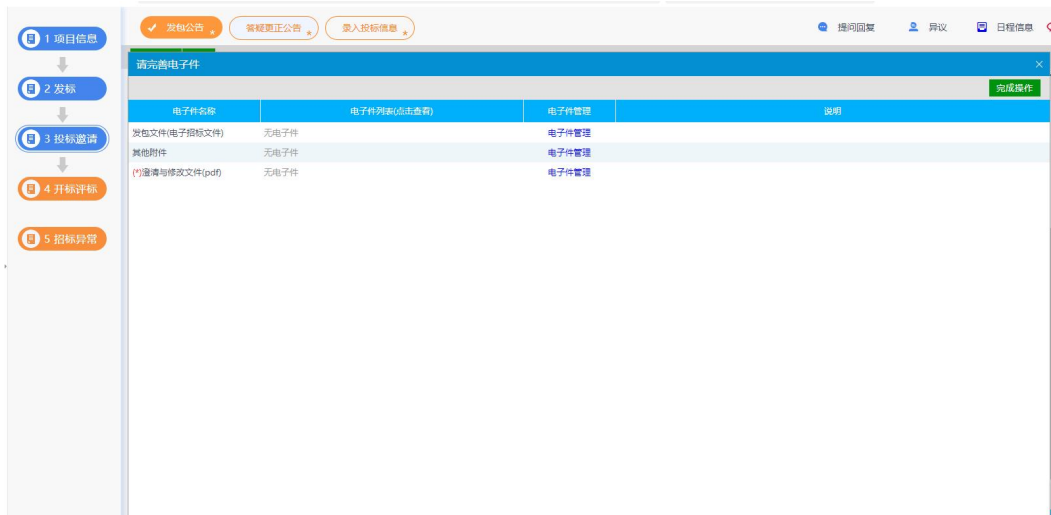 1 项目信息
2 发标
3 投标邀请
4 开标评标
5 招标异常
发包公告 *
答疑更正公告 *
录入投标信息 *
提问回复
异议
日程信息
请完善电子件 ×
完成操作
电子件名称 电子件列表(点击查看) 电子件管理 说明
发包文件(电子招标文件) 无电子件 电子件管理
其他附件 无电子件 电子件管理
(*)澄清与修改文件(pdf) 无电子件 电子件管理